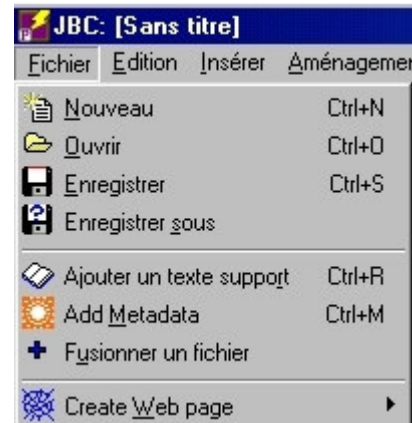 JBC: [Sans titre]
Fichier Edition Insérer Aménagemer
Nouveau Ctrl+N
Ouvrir Ctrl+O
Enregistrer Ctrl+S
Enregistrer sous
Ajouter un texte support Ctrl+R
Add Metadata Ctrl+M
Fusionner un fichier
Create Web page